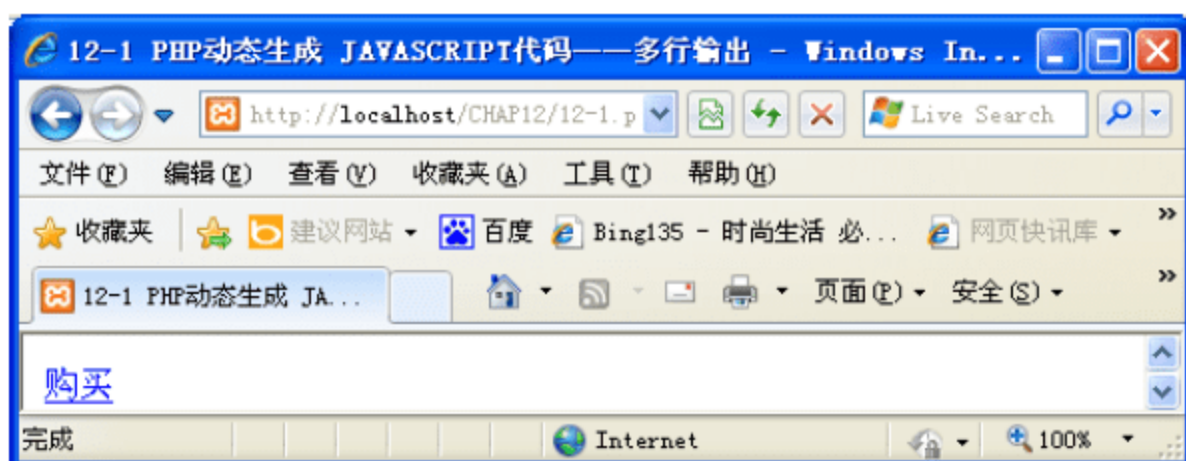 12-1 PHP动态生成 JAVASCRIPT代码——多行输出 - Windows In...
http://localhost/CHAP12/12-1.p Live Search
文件(F) 编辑(E) 查看(V) 收藏夹(A) 工具(T) 帮助(H)
收藏夹 建议网站 百度 Bing135 - 时尚生活 必... 网页快讯库 »
12-1 PHP动态生成 JA... 页面(P) 安全(S) »
购买
完成 Internet 100%